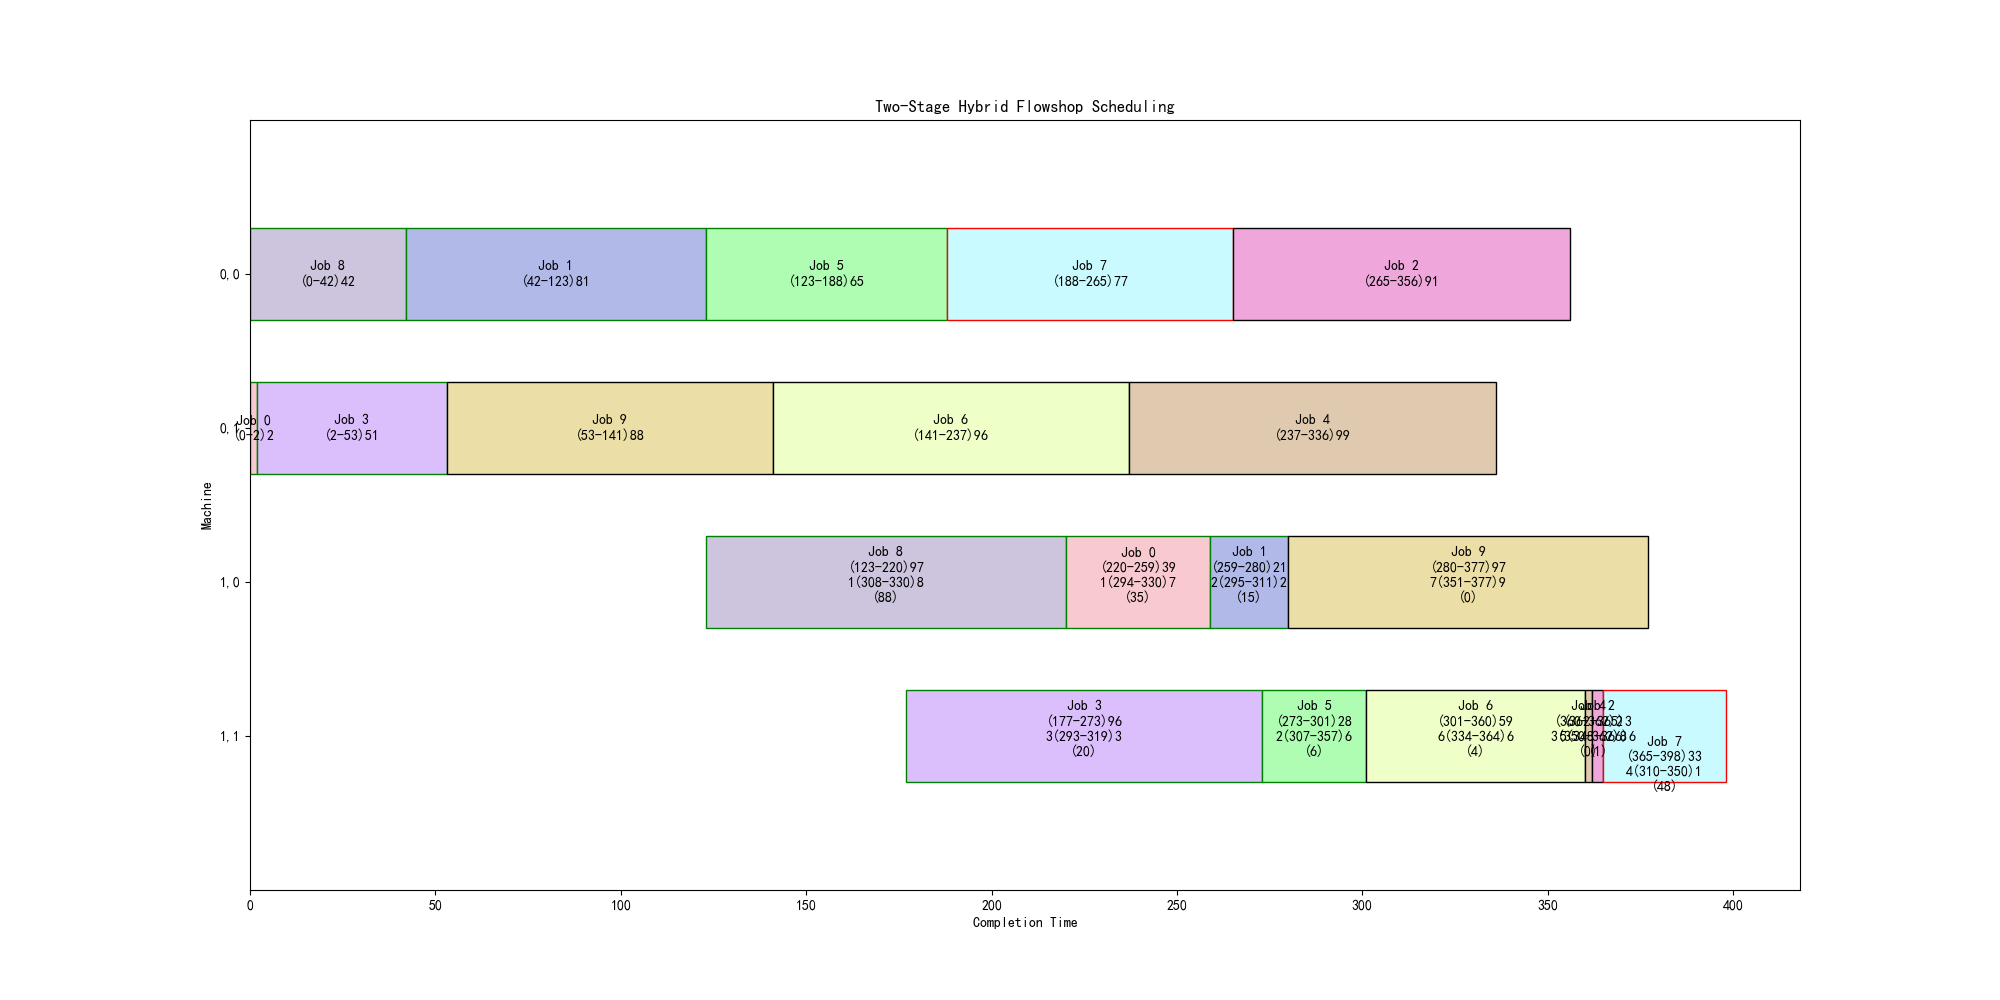 Two-Stage Hybrid Flowshop Scheduling
Machine
0,0
Job 8
(0-42)42
Job 1
(42-123)81
Job 5
(123-188)65
Job 7
(188-265)77
Job 2
(265-356)91
Job 0
(0-2)2
Job 3
(2-53)51
Job 9
(53-141)88
Job 6
(141-237)96
Job 4
(237-336)99
1,0
Job 8
(123-220)97
1(308-330)8
(88)
Job 0
(220-259)39
1(294-330)7
(35)
Job 1
(259-280)21
2(295-311)2
(15)
Job 9
(280-377)97
7(351-377)9
(0)
1,1
Job 3
(177-273)96
3(293-319)3
(20)
Job 5
(273-301)28
2(307-357)6
(6)
Job 6
(301-360)59
6(334-364)6
(4)
Job 7
(365-398)33
4(310-350)1
(48)
0 50 100 150 200 250 300 350 400
Completion Time